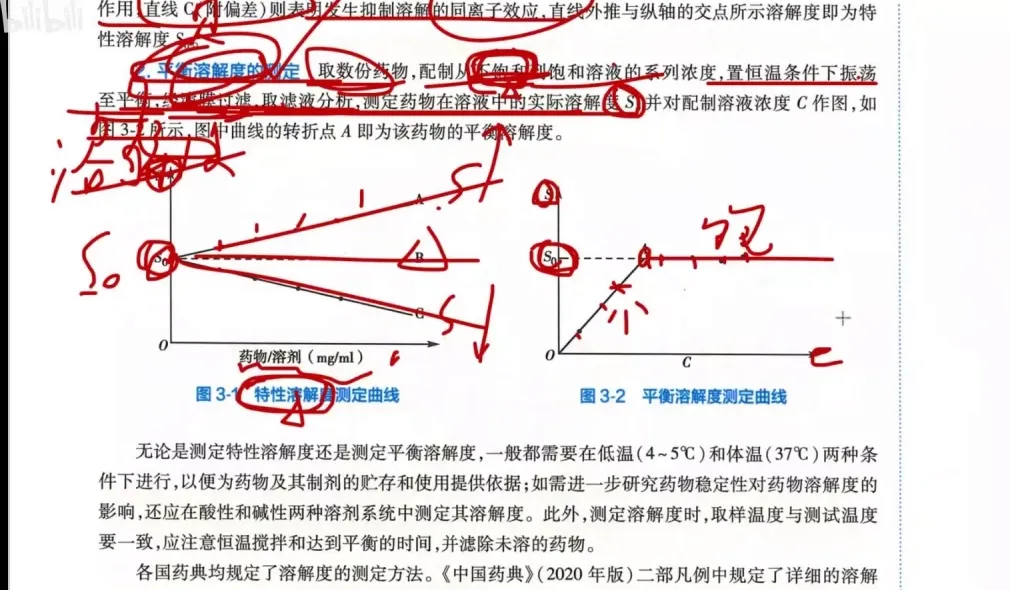 bilibili
作用,直线C(附偏差)则表明发生抑制溶解的同离子效应,直线外推与纵轴的交点所示溶解度即为特
性溶解度S₀。
2. 平衡溶解度的测定 取数份药物,配制从不饱和到饱和溶液的系列浓度,置恒温条件下振荡
至平衡,经滤膜过滤,取滤液分析,测定药物在溶液中的实际溶解度S,并对配制溶液浓度C作图,如
图3-2所示,图中曲线的转折点A即为该药物的平衡溶解度。
S₀
S₀
A
B
C
S
S
O
药物/溶剂(mg/ml)
图 3-1 特性溶解度测定曲线
S
S₀
A
O
C
C
图 3-2 平衡溶解度测定曲线
无论是测定特性溶解度还是测定平衡溶解度,一般都需要在低温(4~5℃)和体温(37℃)两种条
件下进行,以便为药物及其制剂的贮存和使用提供依据;如需进一步研究药物稳定性对药物溶解度的
影响,还应在酸性和碱性两种溶剂系统中测定其溶解度。此外,测定溶解度时,取样温度与测试温度
要一致,应注意恒温搅拌和达到平衡的时间,并滤除未溶的药物。
各国药典均规定了溶解度的测定方法。《中国药典》(2020年版)二部凡例中规定了详细的溶解